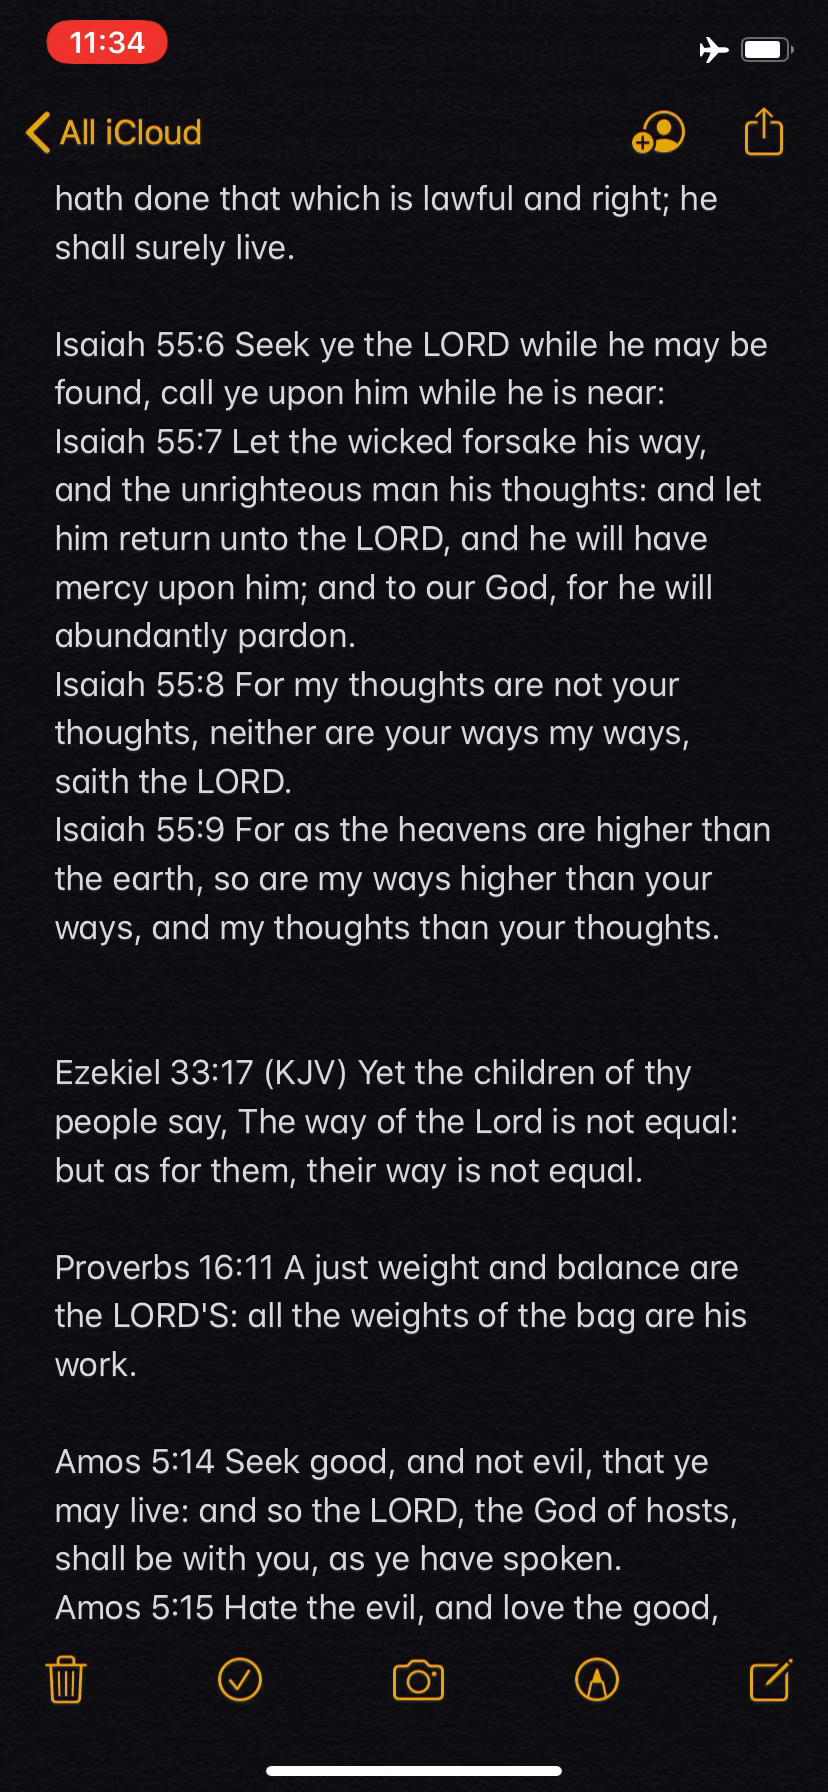 11:34
All iCloud
hath done that which is lawful and right; he
shall surely live.
Isaiah 55:6 Seek ye the LORD while he may be
found, call ye upon him while he is near:
Isaiah 55:7 Let the wicked forsake his way,
and the unrighteous man his thoughts: and let
him return unto the LORD, and he will have
mercy upon him; and to our God, for he will
abundantly pardon.
Isaiah 55:8 For my thoughts are not your
thoughts, neither are your ways my ways,
saith the LORD.
Isaiah 55:9 For as the heavens are higher than
the earth, so are my ways higher than your
ways, and my thoughts than your thoughts.
Ezekiel 33:17 (KJV) Yet the children of thy
people say, The way of the Lord is not equal:
but as for them, their way is not equal.
Proverbs 16:11 A just weight and balance are
the LORD'S: all the weights of the bag are his
work.
Amos 5:14 Seek good, and not evil, that ye
may live: and so the LORD, the God of hosts,
shall be with you, as ye have spoken.
Amos 5:15 Hate the evil, and love the good,